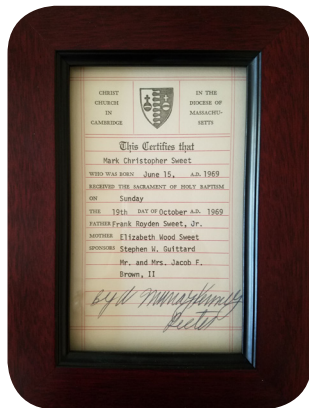 CHRIST
CHURCH
IN
CAMBRIDGE
IN THE
DIOCESE OF
MASSACHU-
SETTS
This Certifies that
Mark Christopher Sweet
WHO WAS BORN June 15, A.D. 1969
RECEIVED THE SACRAMENT OF HOLY BAPTISM
ON Sunday
THE 19th DAY OF October A.D. 1969
FATHER Frank Royden Sweet, Jr.
MOTHER Elizabeth Wood Sweet
SPONSORS Stephen W. Guittard
Mr. and Mrs. Jacob F.
Brown, II
Rector